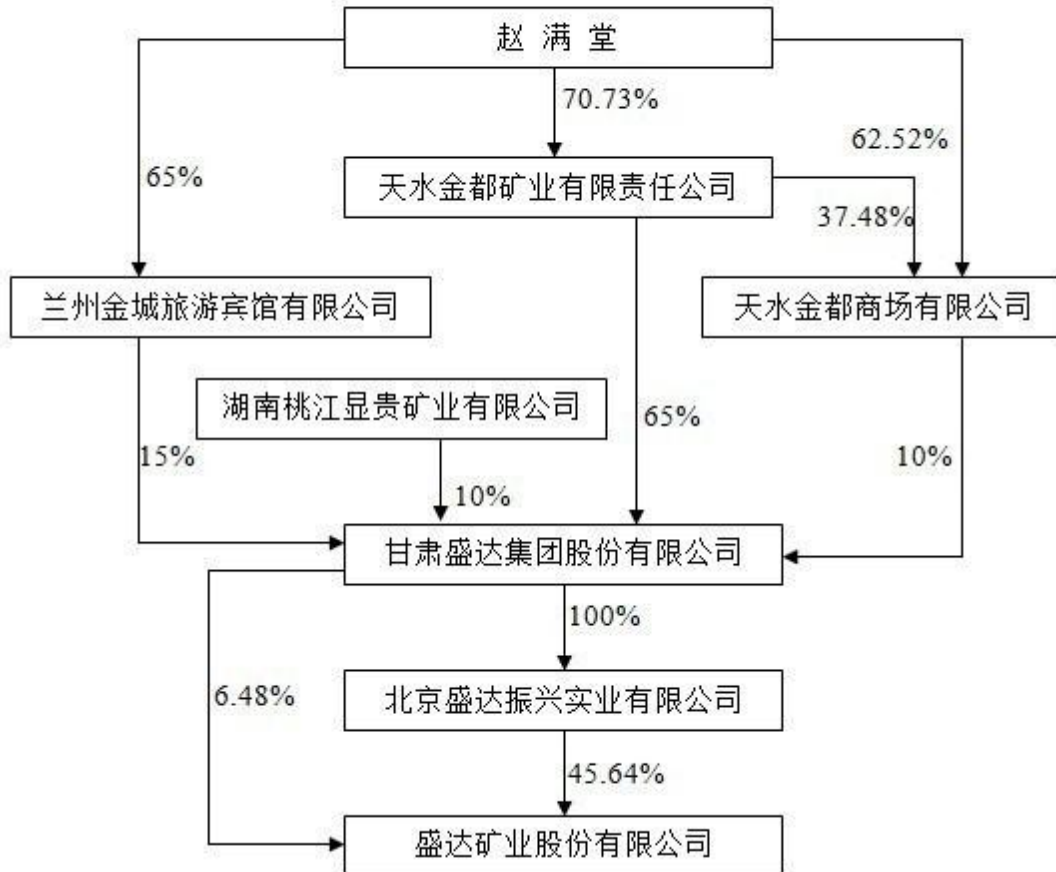 赵 满 堂
70.73%
62.52%
65%
天水金都矿业有限责任公司
37.48%
兰州金城旅游宾馆有限公司
天水金都商场有限公司
湖南桃江显贵矿业有限公司
65%
15%
10%
10%
甘肃盛达集团股份有限公司
100%
6.48%
北京盛达振兴实业有限公司
45.64%
盛达矿业股份有限公司